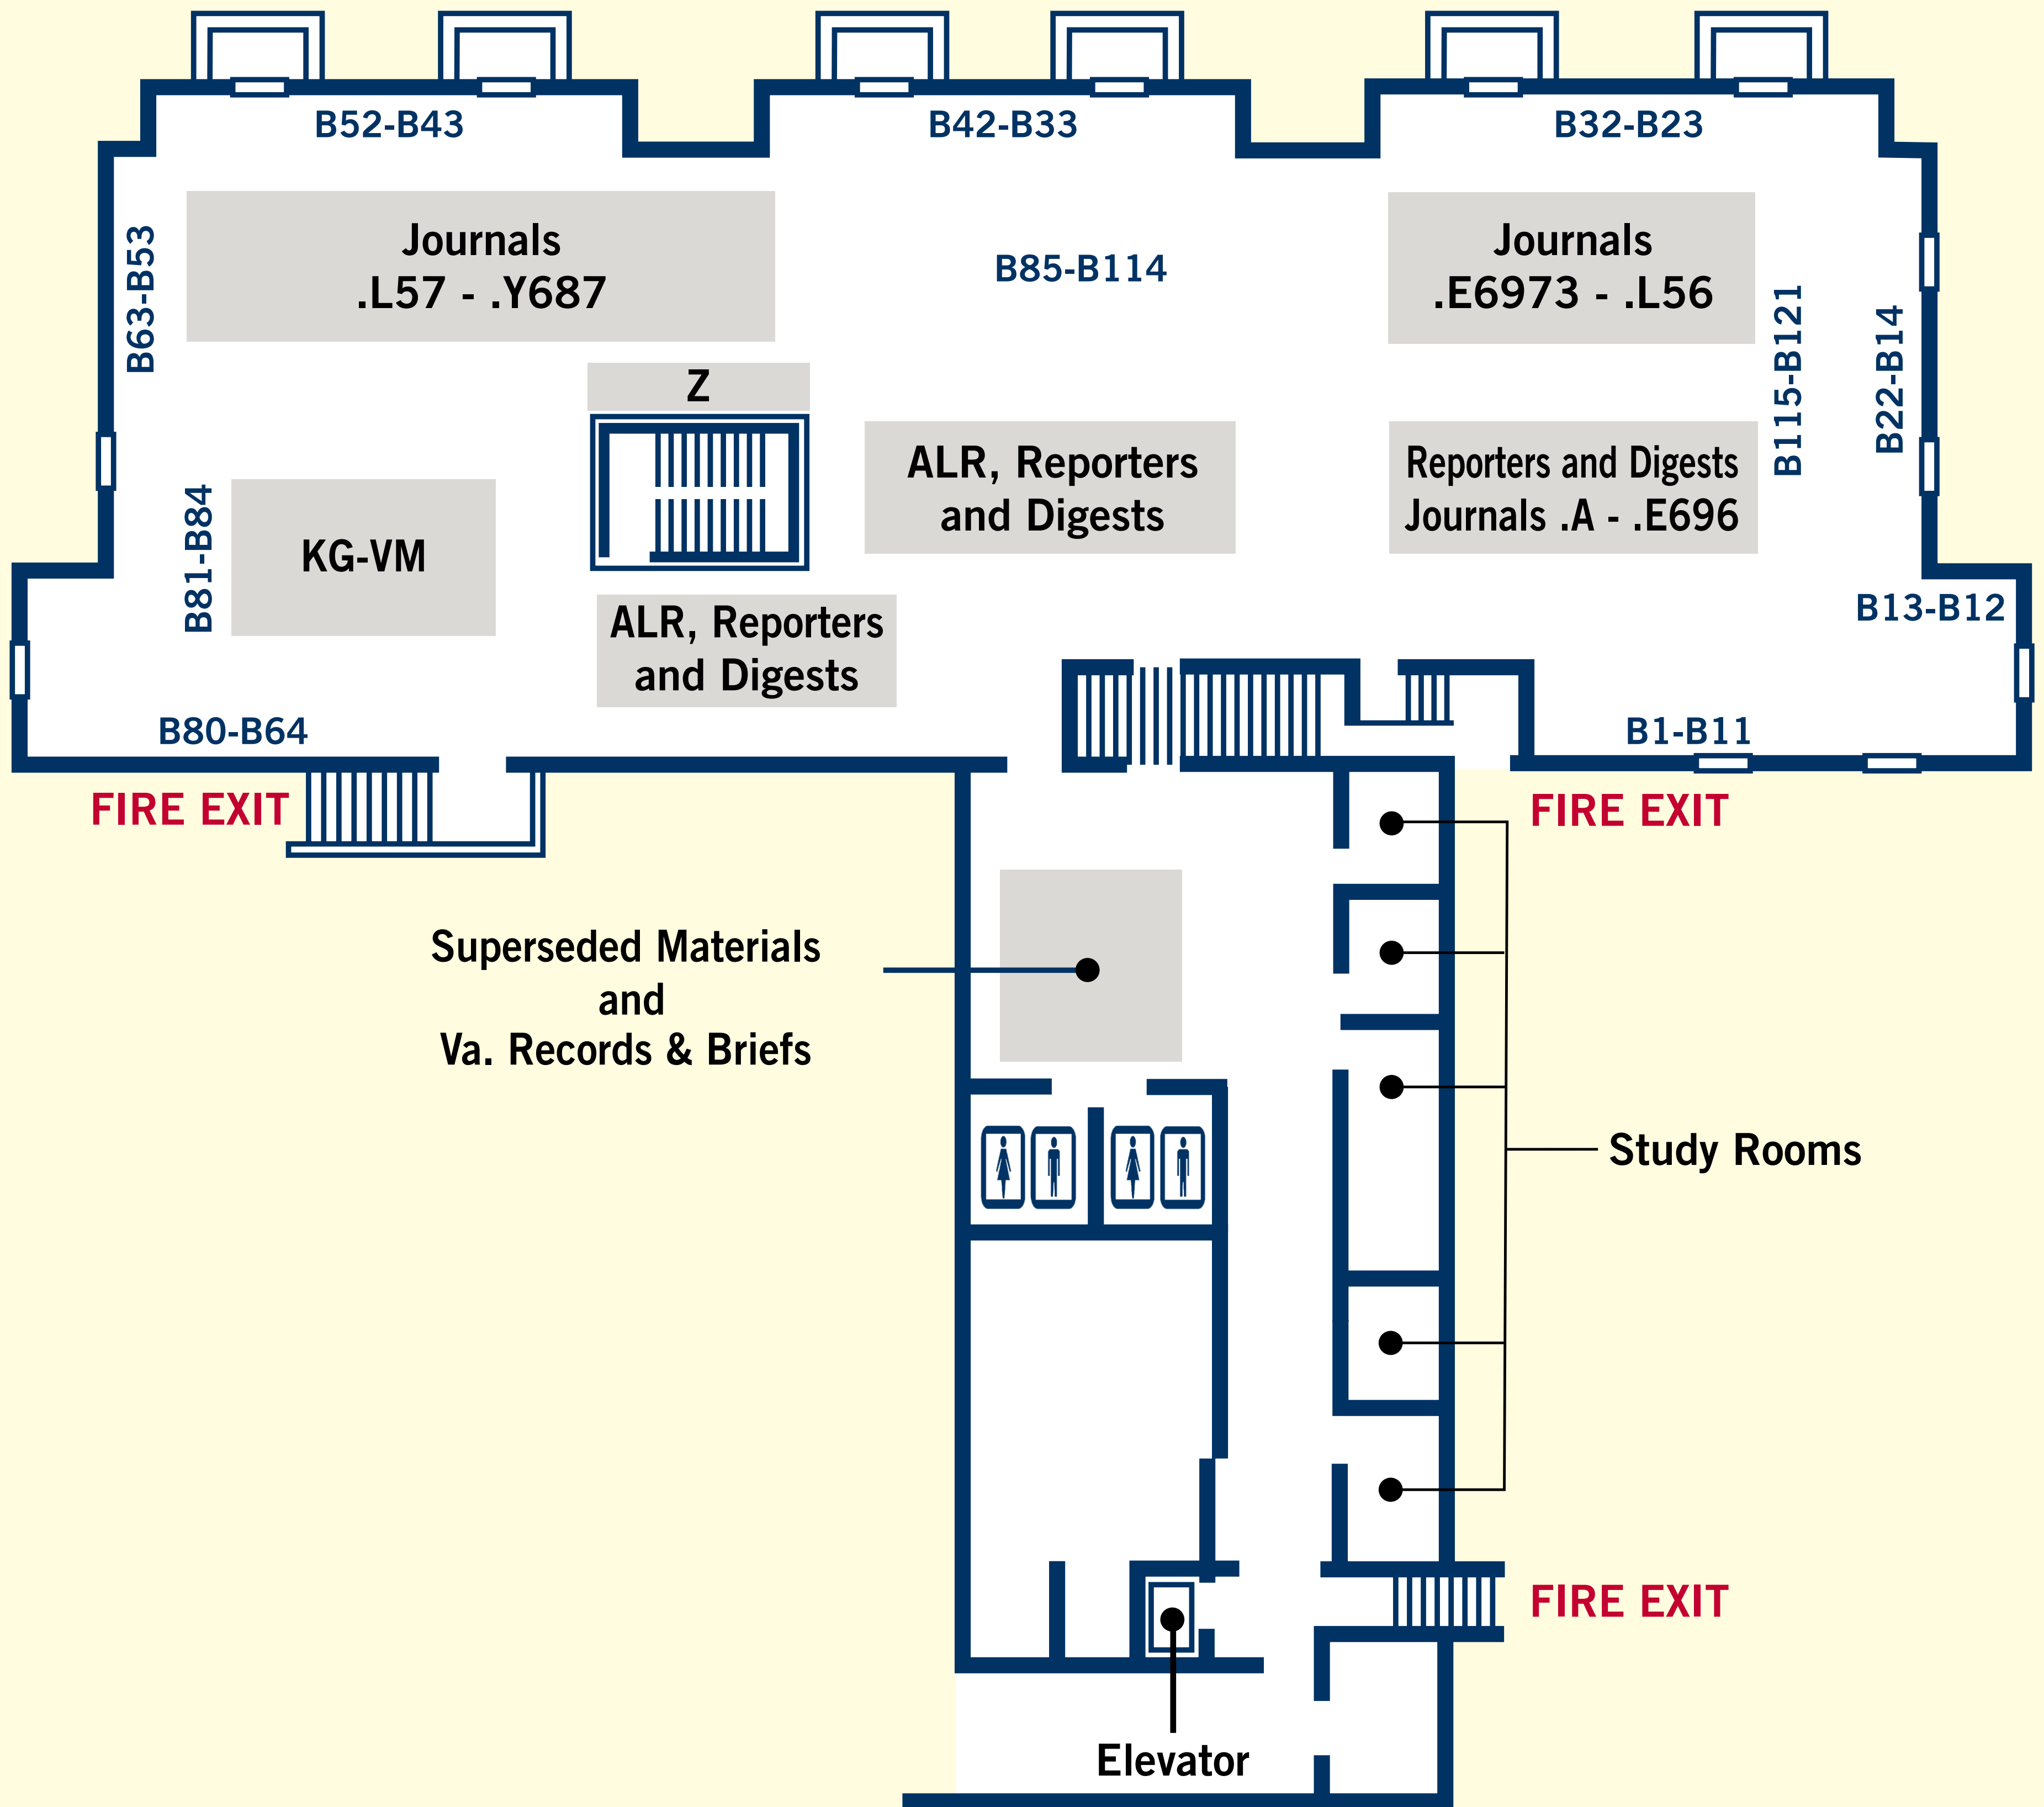 B52-B43
B42-B33
B32-B23
B63-B53
Journals
.L57 - .Y687
B85-B114
Journals
.E6973 - .L56
B115-B121
B22-B14
Z
B81-B84
KG-VM
ALR, Reporters
and Digests
Reporters and Digests
Journals .A - .E696
ALR, Reporters
and Digests
B13-B12
B80-B64
B1-B11
FIRE EXIT
FIRE EXIT
Superseded Materials
and
Va. Records & Briefs
Study Rooms
FIRE EXIT
Elevator